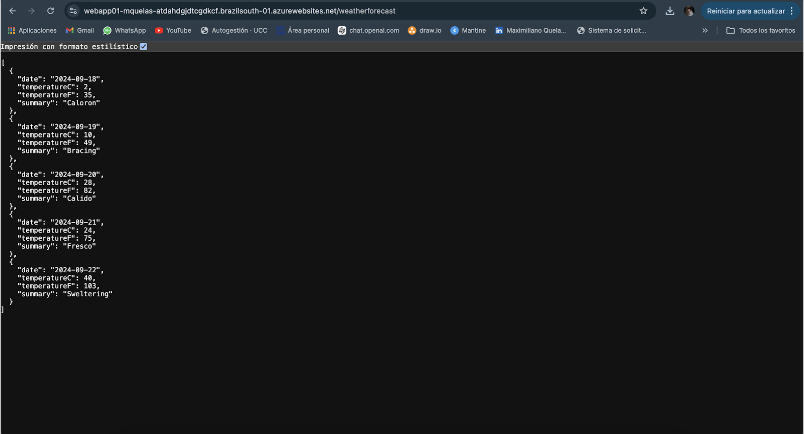 webapp01-mquelas-atdahdgjdtcgdkcf.brazilsouth-01.azurewebsites.net/weatherforecast
Reiniciar para actualizar
Aplicaciones Gmail WhatsApp YouTube Autogestión - UCC Área personal chat.openai.com draw.io Mantine Maximiliano Quela... Sistema de solicit... » Todos los favoritos
Impresión con formato estilístico
[
{
"date": "2024-09-18",
"temperatureC": 2,
"temperatureF": 35,
"summary": "Caloron"
},
{
"date": "2024-09-19",
"temperatureC": 10,
"temperatureF": 49,
"summary": "Bracing"
},
{
"date": "2024-09-20",
"temperatureC": 28,
"temperatureF": 82,
"summary": "Calido"
},
{
"date": "2024-09-21",
"temperatureC": 24,
"temperatureF": 75,
"summary": "Fresco"
},
{
"date": "2024-09-22",
"temperatureC": 40,
"temperatureF": 103,
"summary": "Sweltering"
}
]